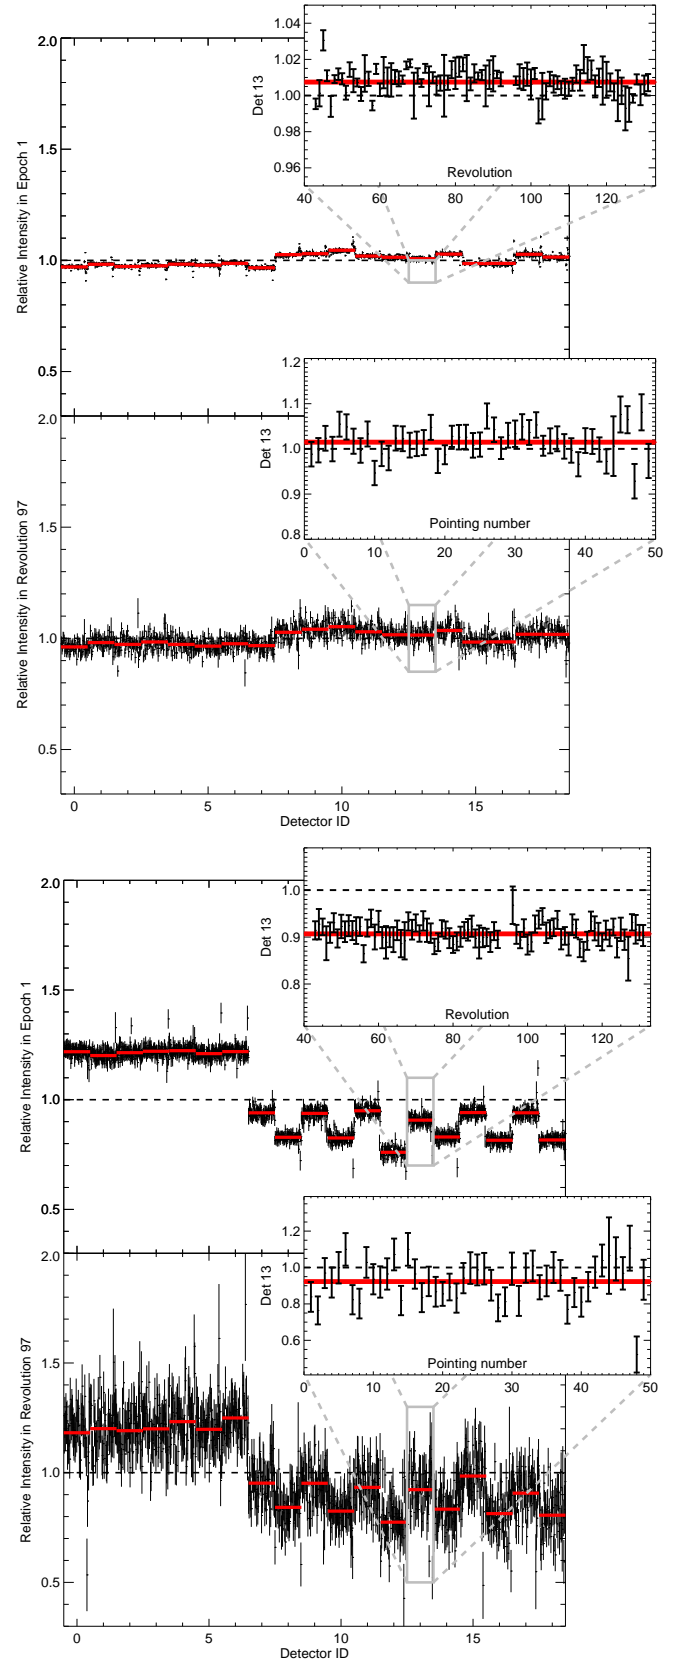 1.04
1.02
1.00
0.98
0.96
Det 13
Revolution
40 60 80 100 120
2.0
1.5
1.0
0.5
Relative Intensity in Epoch 1
1.2
1.1
1.0
0.9
0.8
Det 13
Pointing number
0 10 20 30 40 50
2.0
1.5
1.0
0.5
Relative Intensity in Revolution 97
0 5 10 15
Detector ID
1.0
0.9
0.8
Det 13
Revolution
40 60 80 100 120
2.0
1.5
1.0
0.5
Relative Intensity in Epoch 1
1.2
1.0
0.8
0.6
Det 13
Pointing number
0 10 20 30 40 50
2.0
1.5
1.0
0.5
Relative Intensity in Revolution 97
0 5 10 15
Detector ID